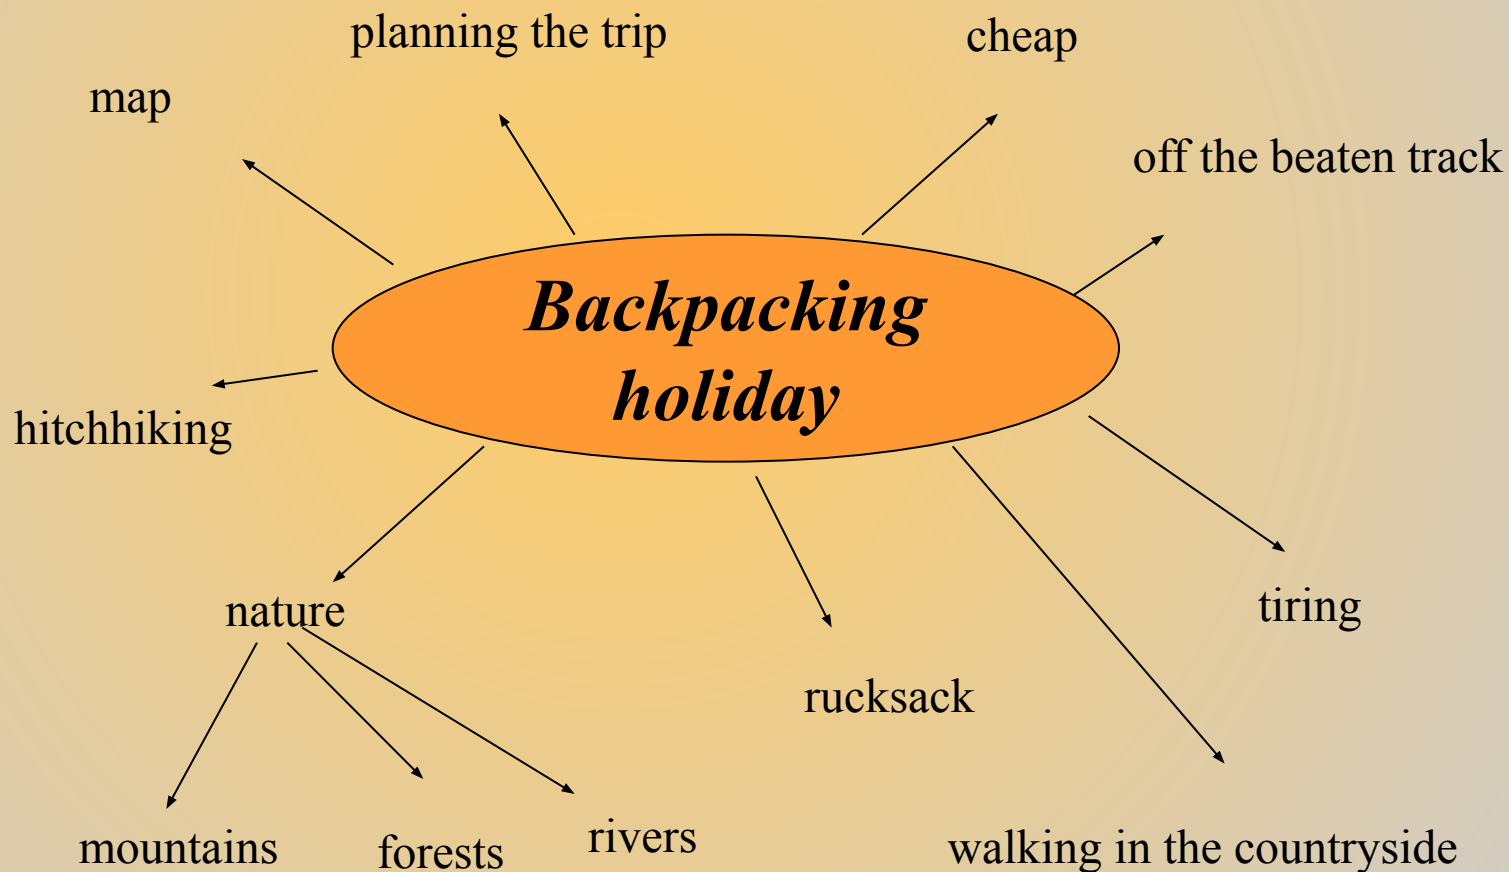 planning the trip
cheap
map
off the beaten track
Backpacking
holiday
hitchhiking
nature
tiring
rucksack
mountains
forests
rivers
walking in the countryside